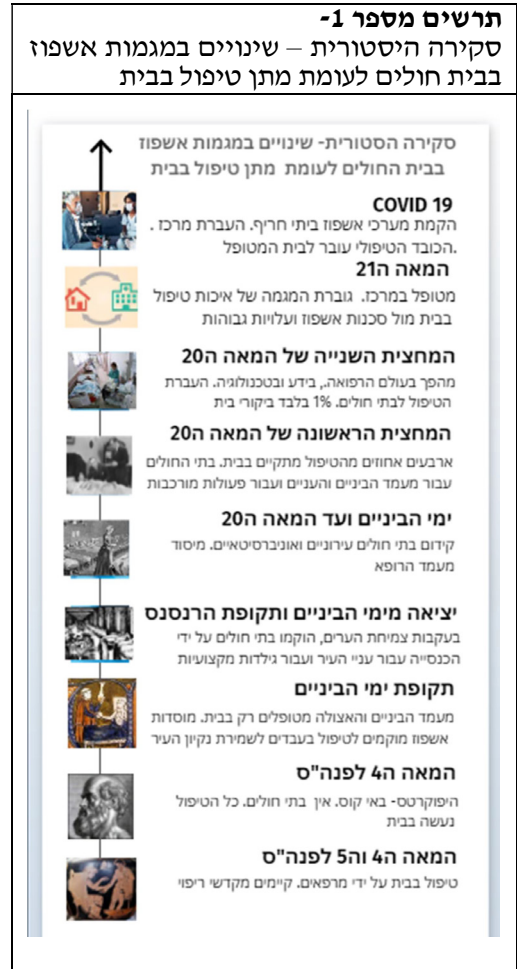 תרשים מספר 1-
סקירה היסטורית – שינויים במגמות אשפוז
בבית חולים לעומת מתן טיפול בבית
סקירה הסטורית- שינויים במגמות אשפוז
בבית החולים לעומת מתן טיפול בבית
COVID 19
הקמת מערכי אשפוז ביתי חריף. העברת מרכז .
.הכובד הטיפולי עובר לבית המטופל
המאה ה21
מטופל במרכז. גוברת המגמה של איכות טיפול
בבית מול סכנות אשפוז ועלויות גבוהות
המחצית השנייה של המאה ה20
מהפך בעולם הרפואה,, בידע ובטכנולוגיה. העברת
הטיפול לבתי חולים. 1% בלבד ביקורי בית
המחצית הראשונה של המאה ה20
ארבעים אחוזים מהטיפול מתקיים בבית. בתי החולים
עבור מעמד הביניים והעניים ועבור פעולות מורכבות
ימי הביניים ועד המאה ה20
קידום בתי חולים עירוניים ואוניברסיטאיים. מיסוד
מעמד הרופא
יציאה מימי הביניים ותקופת הרנסנס
בעקבות צמיחת הערים, הוקמו בתי חולים על ידי
הכנסייה עבור עניי העיר ועבור גילדות מקצועיות
תקופת ימי הביניים
מעמד הביניים והאצולה מטופלים רק בבית. מוסדות
אשפוז מוקמים לטיפול בעבדים לשמירת נקיון העיר
המאה ה4 לפנה"ס
היפוקרטס- באי קוס. אין בתי חולים. כל הטיפול
נעשה בבית
המאה ה4 וה5 לפנה"ס
טיפול בבית על ידי מרפאים. קיימים מקדשי ריפוי